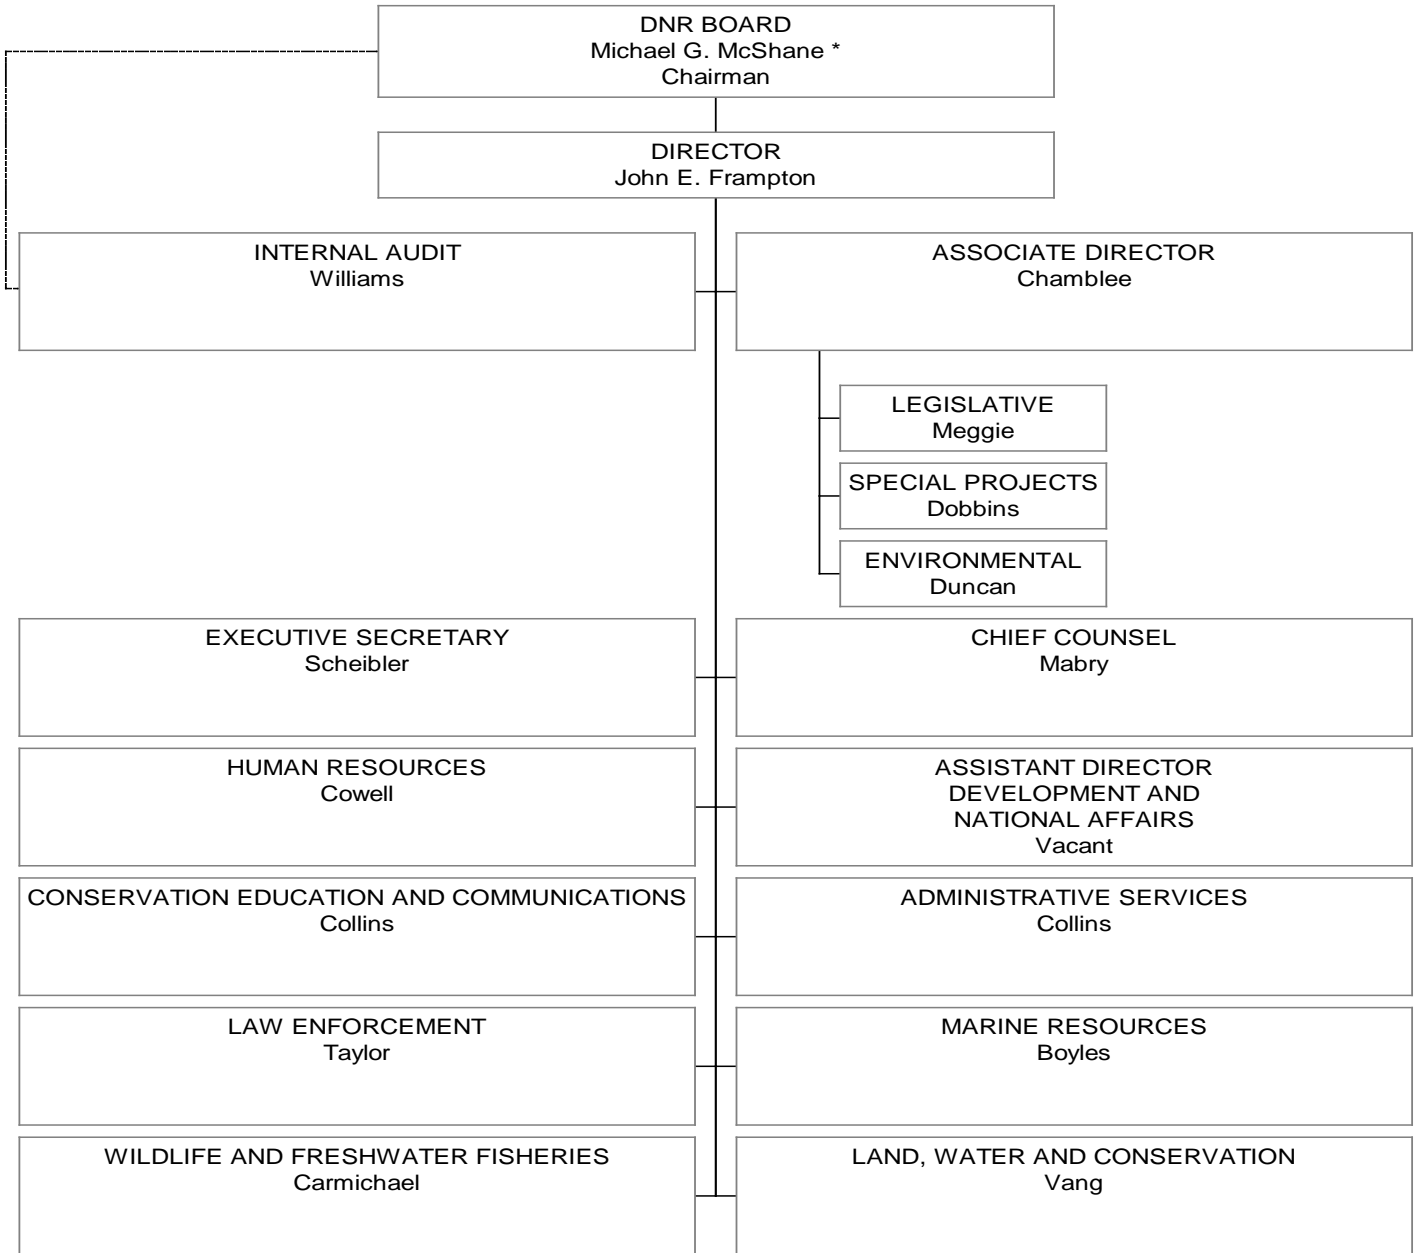 DNR BOARD
Michael G. McShane *
Chairman
DIRECTOR
John E. Frampton
INTERNAL AUDIT
Williams
ASSOCIATE DIRECTOR
Chamblee
LEGISLATIVE
Meggie
SPECIAL PROJECTS
Dobbins
ENVIRONMENTAL
Duncan
EXECUTIVE SECRETARY
Scheibler
CHIEF COUNSEL
Mabry
HUMAN RESOURCES
Cowell
ASSISTANT DIRECTOR
DEVELOPMENT AND
NATIONAL AFFAIRS
Vacant
CONSERVATION EDUCATION AND COMMUNICATIONS
Collins
ADMINISTRATIVE SERVICES
Collins
LAW ENFORCEMENT
Taylor
MARINE RESOURCES
Boyles
WILDLIFE AND FRESHWATER FISHERIES
Carmichael
LAND, WATER AND CONSERVATION
Vang